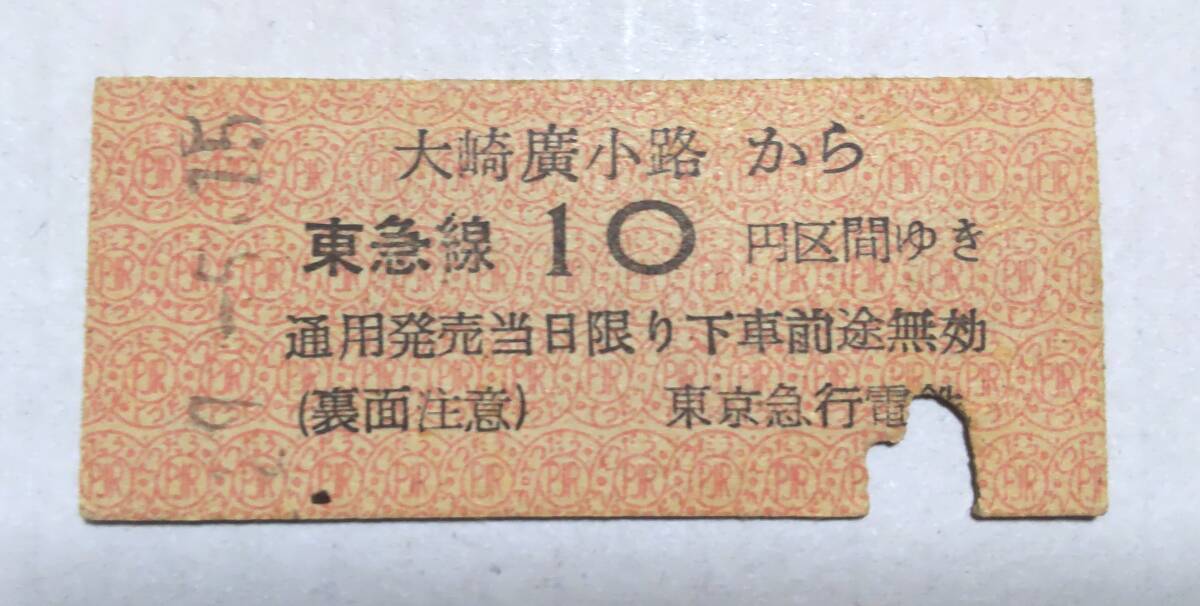 大崎廣小路 から
東急線 10 円区間ゆき
通用発売当日限り下車前途無効
(裏面注意) 東京急行電鉄
-5.15